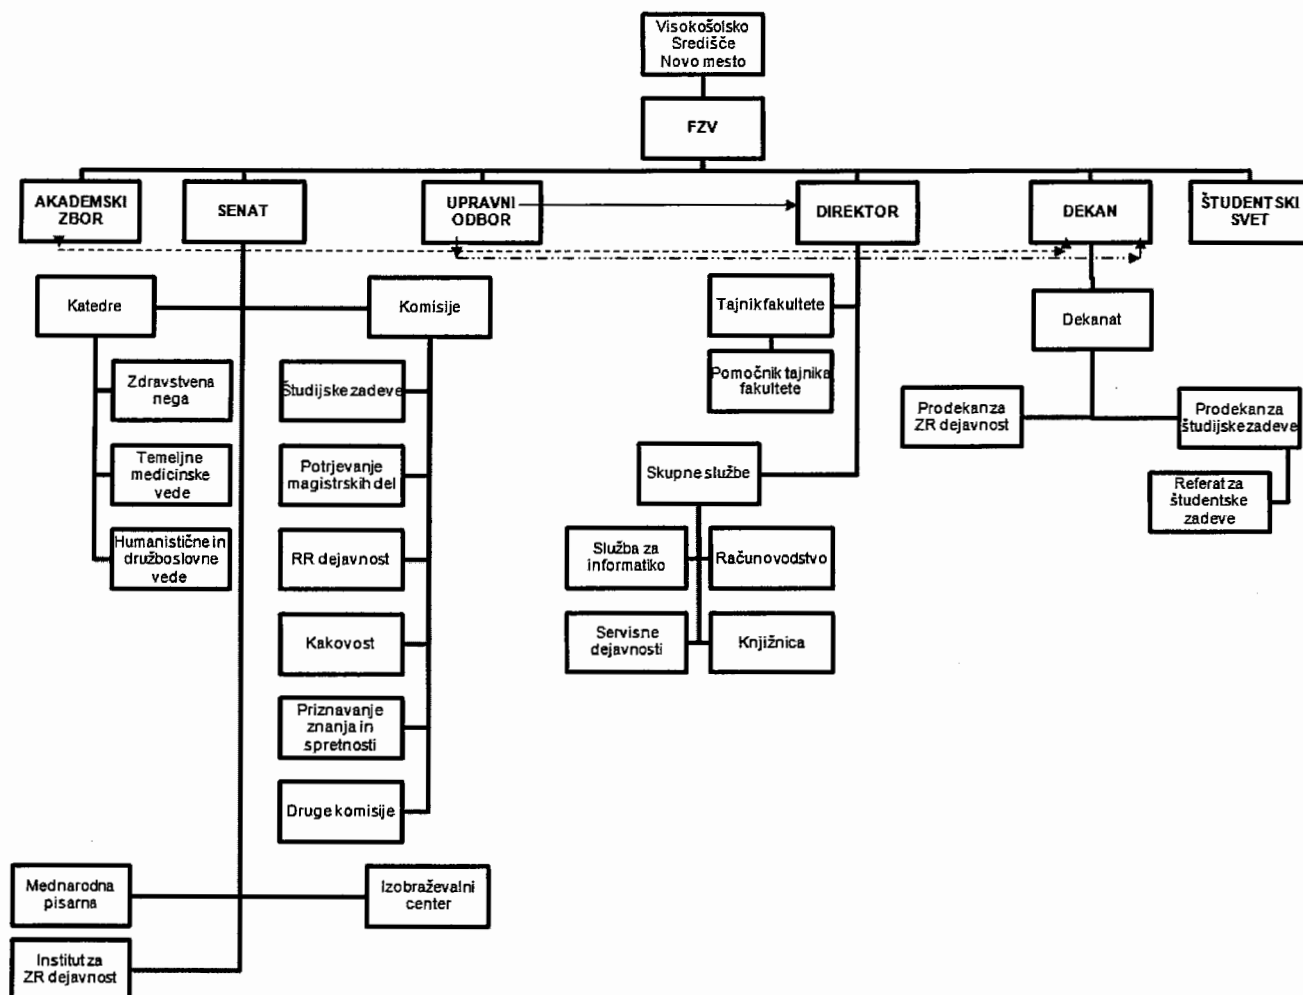 Visokošolsko
Središče
Novo mesto
FZV
AKADEMSKI
ZBOR
SENAT
UPRAVNI
ODBOR
DIREKTOR
DEKAN
ŠTUDENTSKI
SVET
Katedre
Komisije
Tajnik fakultete
Dekanat
Zdravstvena
nega
Študijske zadeve
Pomočnik tajnika
fakultete
Prodekan za
ZR dejavnost
Prodekan za
študijske zadeve
Temeljne
medicinske
vede
Potrjevanje
magistrskih del
Skupne službe
Referat za
študentske
zadeve
Humanistične in
družboslovne
vede
RR dejavnost
Služba za
informatiko
Računovodstvo
Kakovost
Servisne
dejavnosti
Knjižnica
Priznavanje
znanja in
spretnosti
Druge komisije
Mednarodna
pisarna
Izobraževalni
center
Institut za
ZR dejavnost